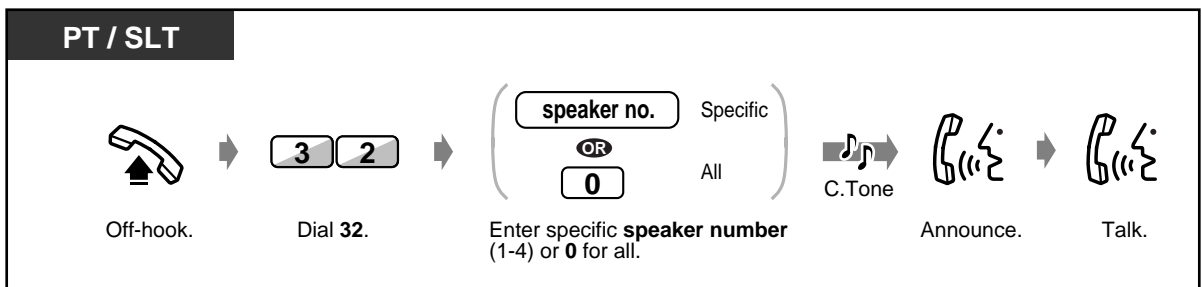 PT / SLT
speaker no.
Specific
OR
3 2
0
All
C.Tone
Off-hook.
Dial 32.
Enter specific speaker number
(1-4) or 0 for all.
Announce.
Talk.